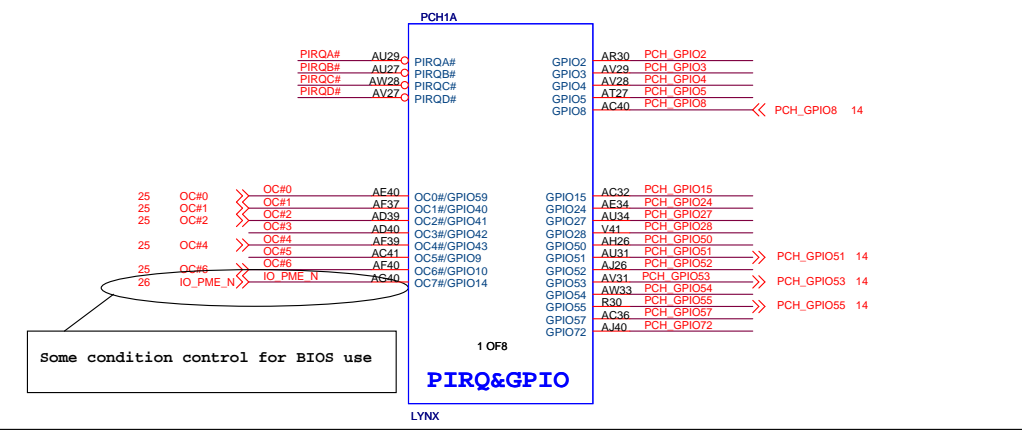 PCH1A
PIRQA# AU29 PIRQA# GPIO2 AR30 PCH_GPIO2
PIRQB# AU27 PIRQB# GPIO3 AV29 PCH_GPIO3
PIRQC# AW28 PIRQC# GPIO4 AV28 PCH_GPIO4
PIRQD# AV27 PIRQD# GPIO5 AT27 PCH_GPIO5
GPIO8 AC40 PCH_GPIO8 PCH_GPIO8 14
25 OC#0 OC#0 AE40 OC0#/GPIO59 GPIO15 AC32 PCH_GPIO15
25 OC#1 OC#1 AF37 OC1#/GPIO40 GPIO24 AE34 PCH_GPIO24
25 OC#2 OC#2 AD39 OC2#/GPIO41 GPIO27 AU34 PCH_GPIO27
OC#3 AD40 OC3#/GPIO42 GPIO28 V41 PCH_GPIO28
25 OC#4 OC#4 AF39 OC4#/GPIO43 GPIO50 AH26 PCH_GPIO50
OC#5 AC41 OC5#/GPIO9 GPIO51 AU31 PCH_GPIO51 PCH_GPIO51 14
25 OC#6 OC#6 AF40 OC6#/GPIO10 GPIO52 AJ26 PCH_GPIO52
26 IO_PME_N IO_PME_N AG40 OC7#/GPIO14 GPIO53 AV31 PCH_GPIO53 PCH_GPIO53 14
GPIO54 AW33 PCH_GPIO54
GPIO55 R30 PCH_GPIO55 PCH_GPIO55 14
GPIO57 AC36 PCH_GPIO57
GPIO72 AJ40 PCH_GPIO72
Some condition control for BIOS use
1 OF8
PIRQ&GPIO
LYNX